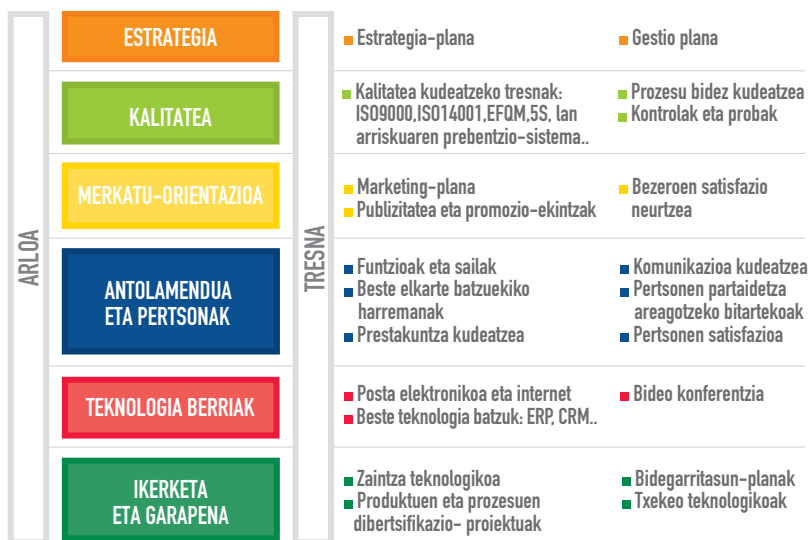 ARLOA
TRESNA
ESTRATEGIA
Estrategia-plana
Gestio plana
KALITATEA
Kalitatea kudeatzeko tresnak:
ISO9000,ISO14001,EFQM,5S, lan
arriskuaren prebentzio-sistema..
Prozesu bidez kudeatzea
Kontrolak eta probak
MERKATU-ORIENTAZIOA
Marketing-plana
Publizitatea eta promozio-ekintzak
Bezeroen satisfazio
neurtzea
ANTOLAMENDUA
ETA PERTSONAK
Funtzioak eta sailak
Beste elkarte batzuekiko
harremanak
Prestakuntza kudeatzea
Komunikazioa kudeatzea
Pertsonen partaidetza
areagotzeko bitartekoak
Pertsonen satisfazioa
TEKNOLOGIA BERRIAK
Posta elektronikoa eta internet
Beste teknologia batzuk: ERP, CRM..
Bideo konferentzia
IKERKETA
ETA GARAPENA
Zaintza teknologikoa
Produktuen eta prozesuen
dibertsifikazio- proiektuak
Bidegarritasun-planak
Txekeo teknologikoak